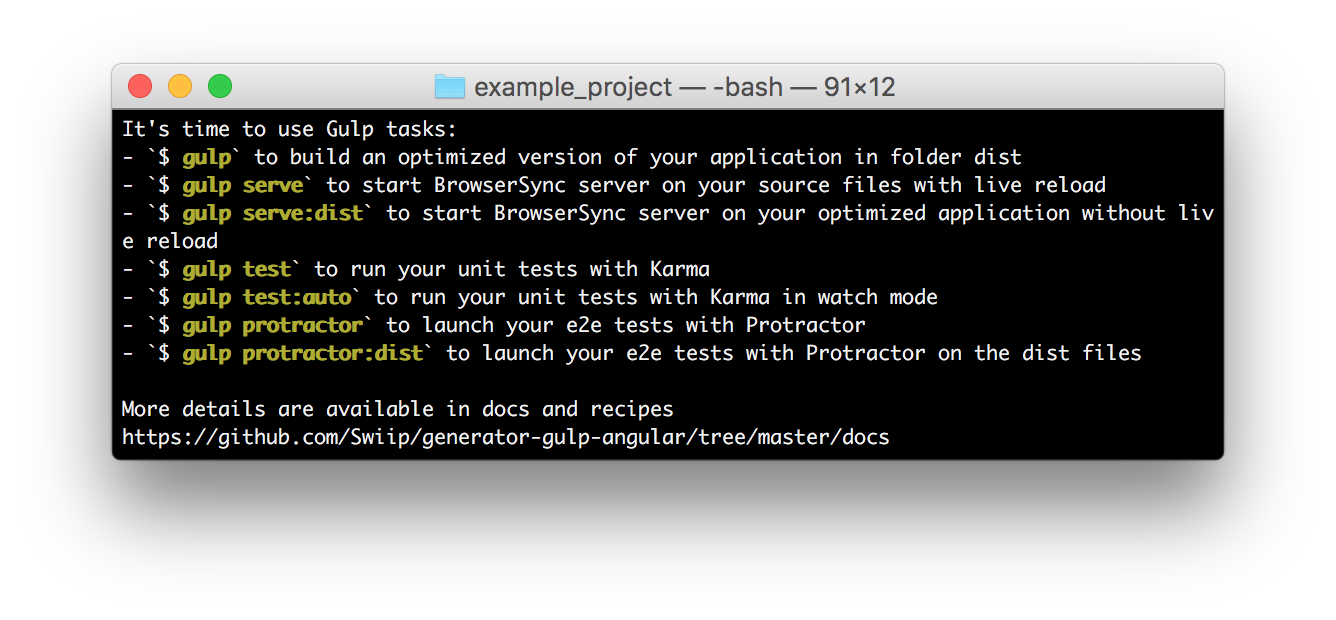 example_project — -bash — 91×12
It's time to use Gulp tasks:
- `$ gulp` to build an optimized version of your application in folder dist
- `$ gulp serve` to start BrowserSync server on your source files with live reload
- `$ gulp serve:dist` to start BrowserSync server on your optimized application without liv
e reload
- `$ gulp test` to run your unit tests with Karma
- `$ gulp test:auto` to run your unit tests with Karma in watch mode
- `$ gulp protractor` to launch your e2e tests with Protractor
- `$ gulp protractor:dist` to launch your e2e tests with Protractor on the dist files
More details are available in docs and recipes
https://github.com/Swiip/generator-gulp-angular/tree/master/docs